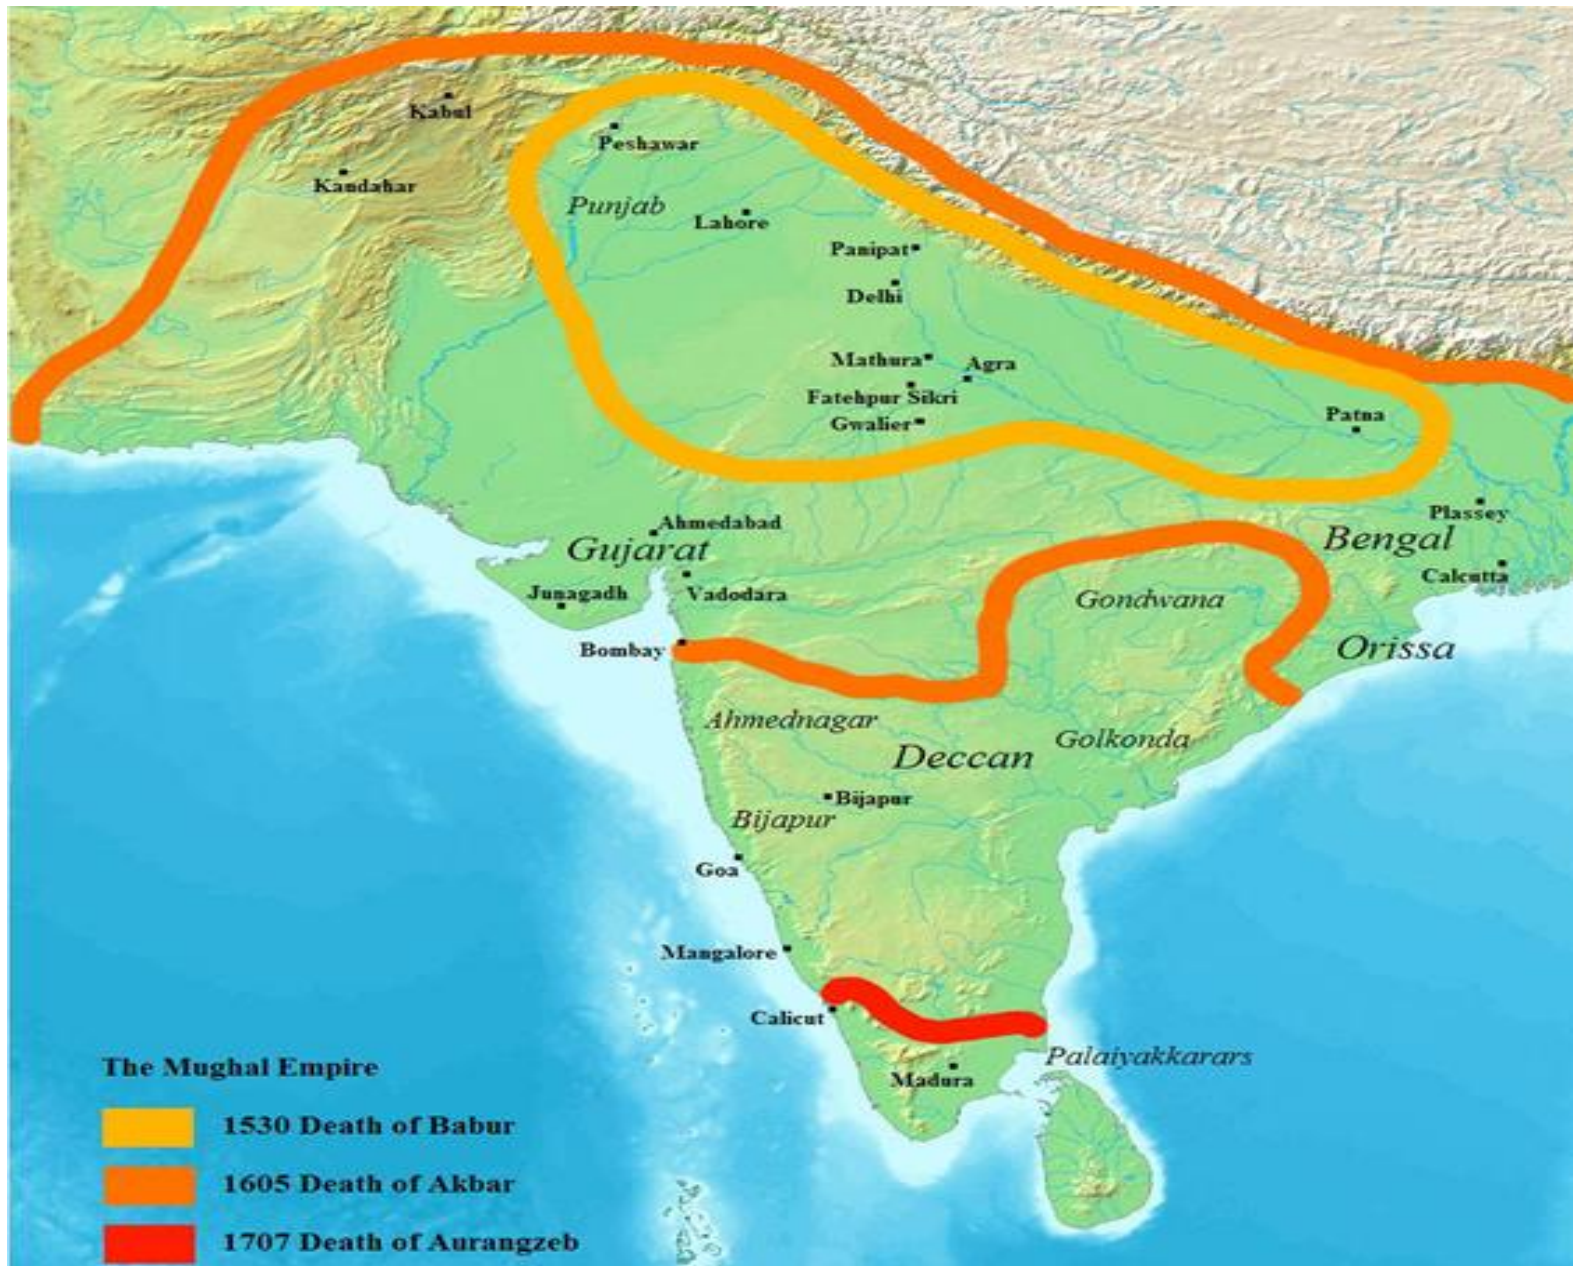 Kabul
Peshawar
Kandahar
Punjab
Lahore
Panipat
Delhi
Mathura
Agra
Fatehpur Sikri
Gwalier
Patna
Plassey
Ahmedabad
Gujarat
Bengal
Calcutta
Junagadh
Vadodara
Gondwana
Bombay
Orissa
Ahmednagar
Golkonda
Deccan
Bijapur
Bijapur
Goa
Mangalore
Calicut
Palaiyakkarars
Madura
The Mughal Empire
1530 Death of Babur
1605 Death of Akbar
1707 Death of Aurangzeb